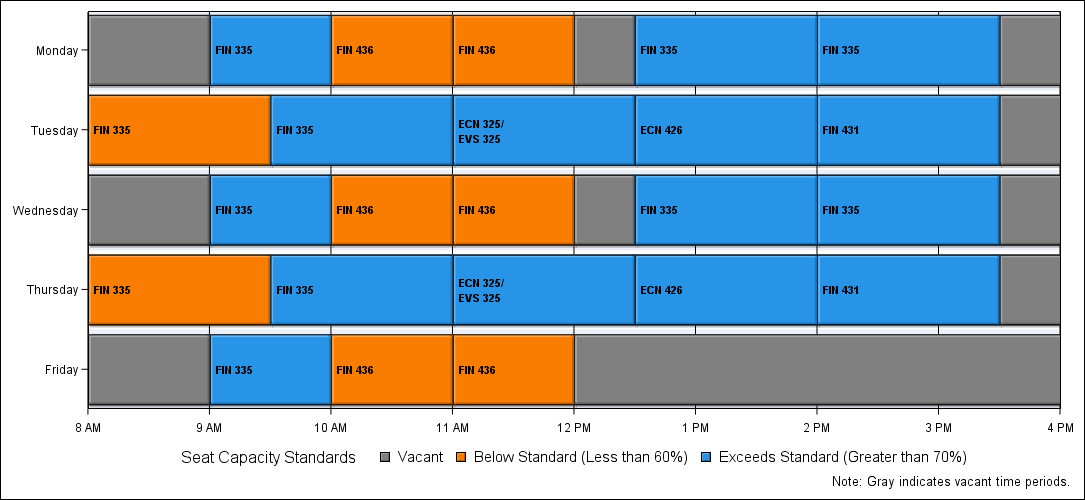 Monday
FIN 335
FIN 436
FIN 436
FIN 335
FIN 335
Tuesday
FIN 335
FIN 335
ECN 325/
EVS 325
ECN 426
FIN 431
Wednesday
FIN 335
FIN 436
FIN 436
FIN 335
FIN 335
Thursday
FIN 335
FIN 335
ECN 325/
EVS 325
ECN 426
FIN 431
Friday
FIN 335
FIN 436
FIN 436
8 AM 9 AM 10 AM 11 AM 12 PM 1 PM 2 PM 3 PM 4 PM
Seat Capacity Standards Vacant Below Standard (Less than 60%) Exceeds Standard (Greater than 70%)
Note: Gray indicates vacant time periods.